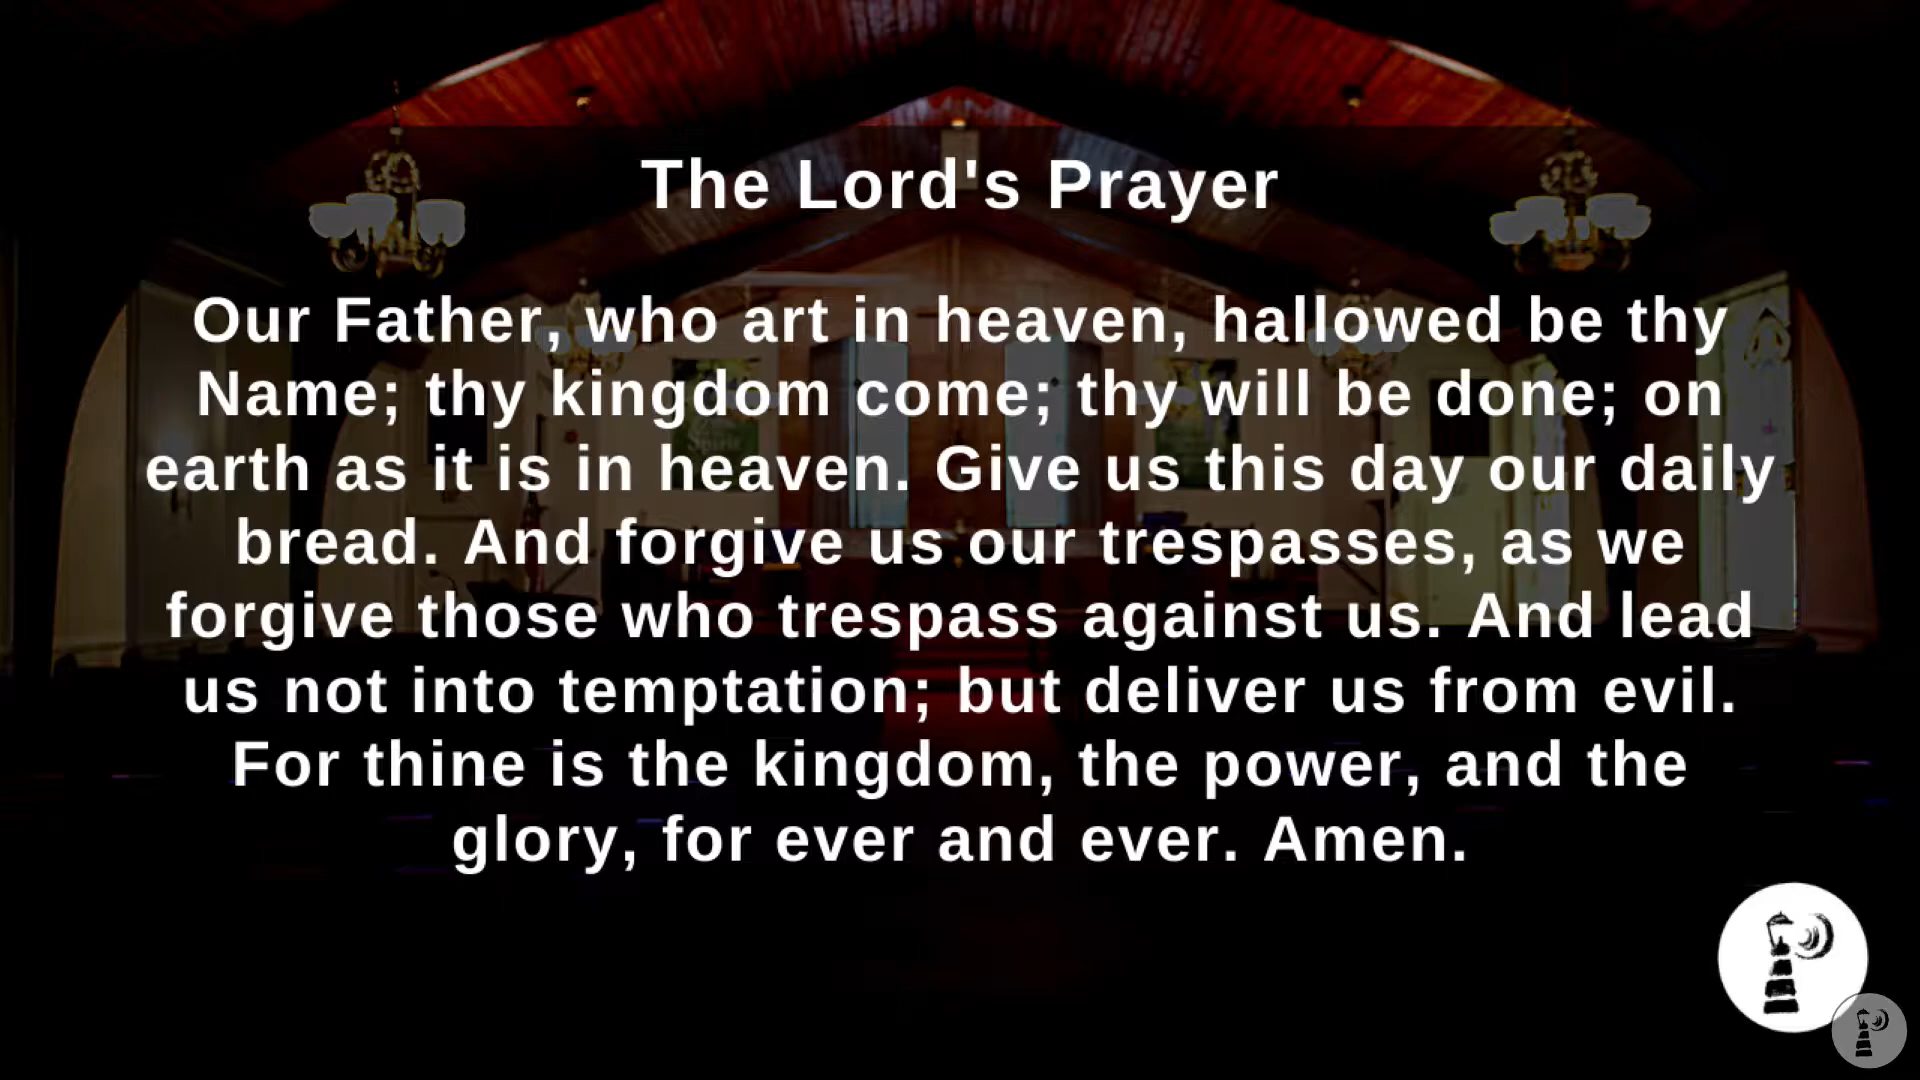 The Lord's Prayer
Our Father, who art in heaven, hallowed be thy
Name; thy kingdom come; thy will be done; on
earth as it is in heaven. Give us this day our daily
bread. And forgive us our trespasses, as we
forgive those who trespass against us. And lead
us not into temptation; but deliver us from evil.
For thine is the kingdom, the power, and the
glory, for ever and ever. Amen.